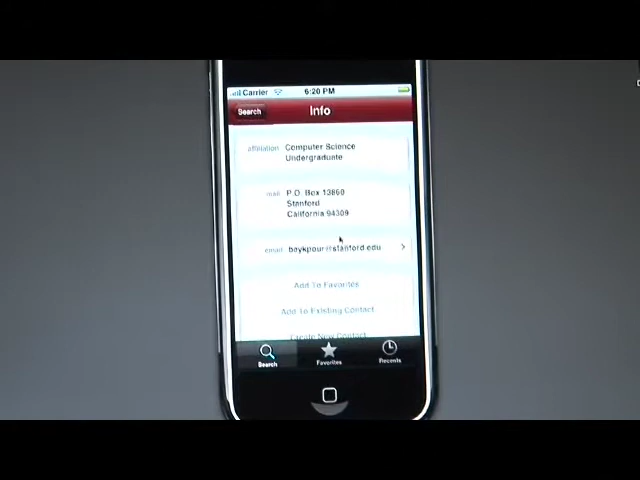 Carrier 6:20 PM
Search Info
affiliation Computer Science
Undergraduate
mail P.O. Box 13860
Stanford
California 94309
email beykpour@stanford.edu
Add To Favorites
Add To Existing Contact
Create New Contact
Search Favorites Recents